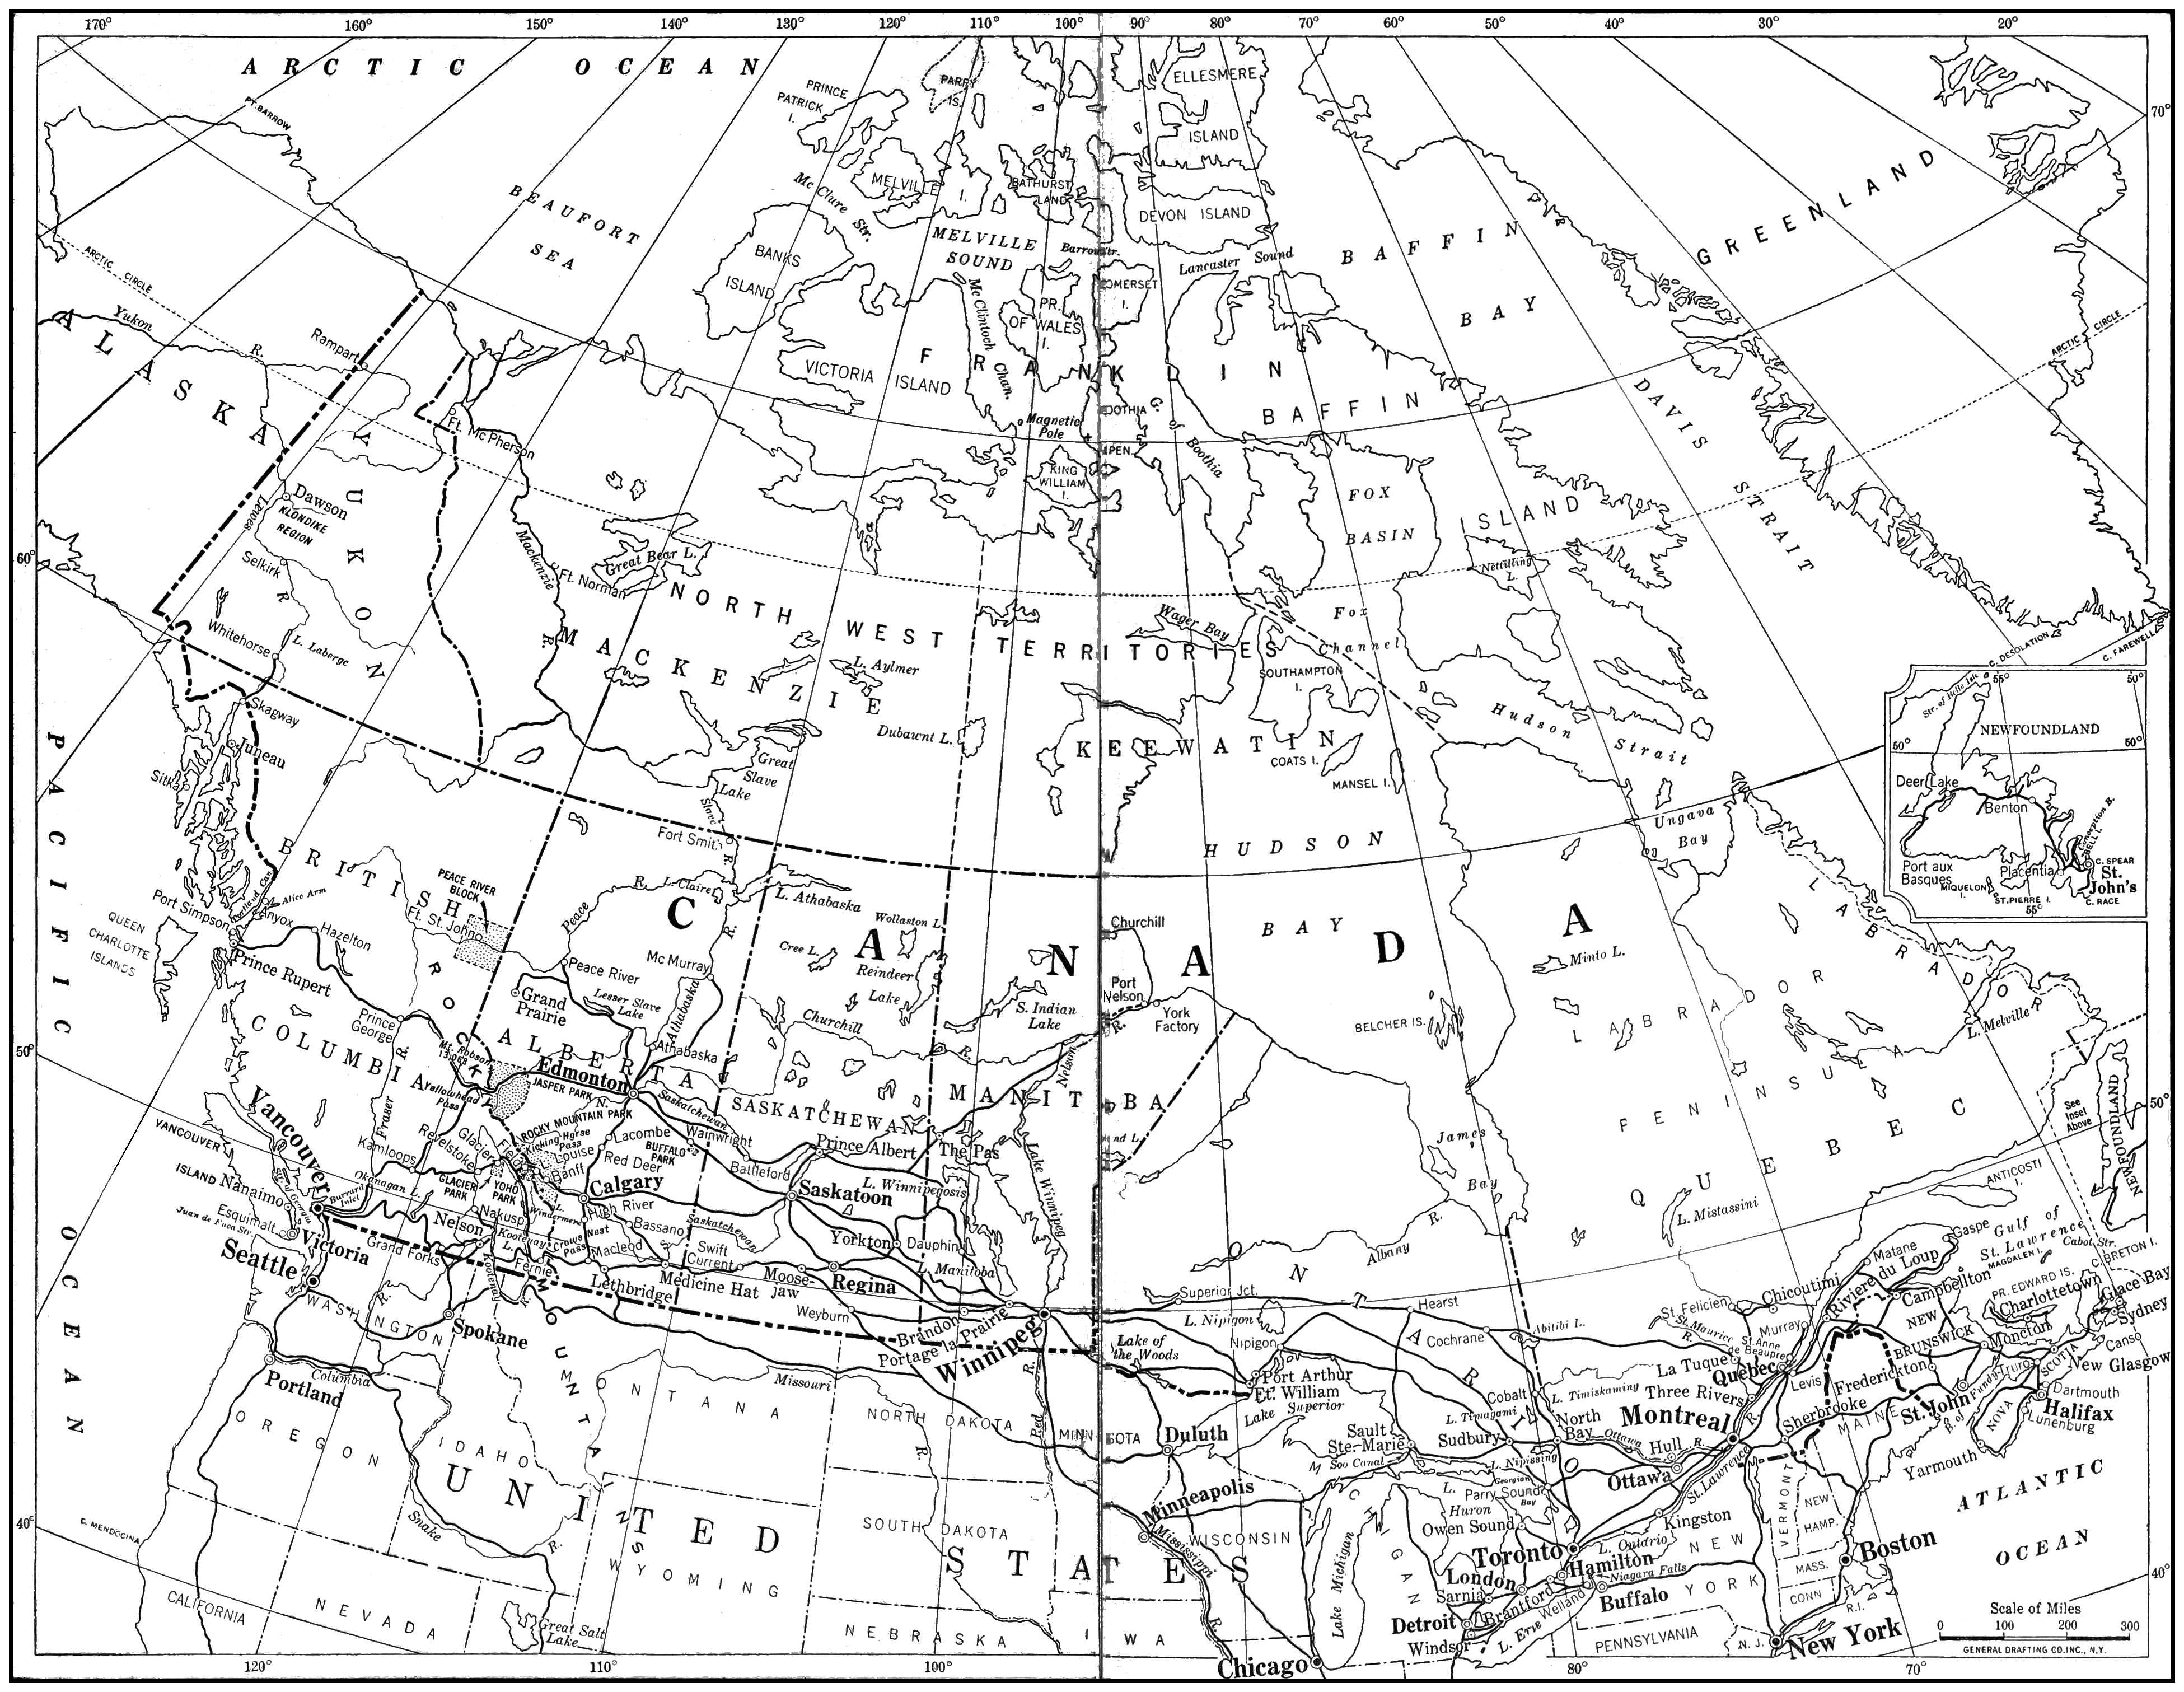 170° 160° 150° 140° 130° 120° 110° 100° 90° 80° 70° 60° 50° 40° 30° 20°
ARCTIC OCEAN
PT. BARROW
PRINCE
PATRICK
I.
PARRY
IS.
ELLESMERE
ISLAND
70°
MELVILLE
I.
BATHURST
LAND
DEVON ISLAND
GREENLAND
BEAUFORT
SEA
Mc Clure Str.
MELVILLE
SOUND
Lancaster Sound
BAFFIN
BAY
BANKS
ISLAND
ARCTIC CIRCLE
PR.
OF WALES
I.
OMERSET
I.
Mc Clintock Chan.
ALASKA
Yukon
R.
Rampart
VICTORIA ISLAND
FRANKLIN
BAFFIN
ISLAND
ARCTIC CIRCLE
DAVIS STRAIT
Magnetic
Pole
OOTHIA
PEN.
G. of Boothia
Ft. Mc Pherson
KING
WILLIAM
I.
FOX
BASIN
YUKON
Dawson
KLONDIKE
REGION
Selkirk
R.
Mackenzie
R.
Great Bear L.
Ft. Norman
Nettilling
L.
60°
NORTH WEST TERRITORIES
MACKENZIE
Wager Bay
Fox
Channel
Whitehorse
L. Laberge
L. Aylmer
SOUTHAMPTON
I.
C. DESOLATION
C. FAREWELL
Skagway
Juneau
Sitka
Dubawnt L.
KEEWATIN
COATS I.
MANSEL I.
Hudson Strait
Great
Slave
Lake
Slave
R.
Fort Smith
HUDSON
BAY
Ungava
Bay
55° 50°
Str. of Belle Isle
NEWFOUNDLAND
50° 50°
Deer Lake
Benton
Conception B.
BELL I.
C. SPEAR
St.
John's
Port aux
Basques
Placentia
MIQUELON
I.
ST. PIERRE I.
C. RACE
55°
PACIFIC OCEAN
BRITISH
COLUMBIA
PEACE RIVER
BLOCK
Ft. St. John
Peace
R.
L. Claire
L. Athabaska
Wollaston L.
Port Simpson
Portland Can.
Alice Arm
Anyox
Hazelton
QUEEN
CHARLOTTE
ISLANDS
Prince Rupert
CANADA
Churchill
Cree L.
Reindeer
Lake
LABRADOR
Minto L.
Peace River
Mc Murray
R.
Lesser Slave
Lake
Athabaska
Grand
Prairie
S. Indian
Lake
Port
Nelson
York
Factory
BELCHER IS.
LABRADOR
PENINSULA
L. Melville
Prince
George
R.
Fraser
ROCKY
MOUNTAINS
Mt. Robson
Churchill
R.
Nelson
R.
50°
ALBERTA
Athabaska
Edmonton
JASPER PARK
Yellowhead
Pass
N.
Saskatchewan
SASKATCHEWAN
MANIT BA
QUEBEC
50°
See
Inset
Above
NEWFOUNDLAND
Vancouver
VANCOUVER
ISLAND
Kamloops
Revelstoke
Glacier
Field
ROCKY MOUNTAIN PARK
Kicking Horse
Pass
L. Louise
Banff
Lacombe
Red Deer
Wainwright
BUFFALO
PARK
Battleford
Prince Albert
The Pas
Lake Winnipeg
nd L.
James
Bay
ANTICOSTI
I.
L. Mistassini
Okanagan L.
Burrard
Inlet
GLACIER
PARK
YOHO
PARK
L.
Windermere
Calgary
High River
Saskatoon
L. Winnipegosis
Nanaimo
Str. of Georgia
Esquimalt
Juan de Fuca Str.
Victoria
Nakusp
Nelson
Kootenay
L.
Crows Nest
Pass
Macleod
Bassano
Saskatchewan
S.
Swift
Current
Yorkton
Dauphin
L. Manitoba
Albany
R.
ONTARIO
Grand Forks
Kootenay
R.
Fernie
Lethbridge
Medicine Hat
Moose-
jaw
Regina
Weyburn
Brandon
Portage la Prairie
Winnipeg
Seattle
WASHINGTON
R.
Spokane
Superior Jct.
L. Nipigon
Nipigon
Hearst
Cochrane
Abitibi L.
Lake of
the Woods
Port Arthur
Ft. William
Lake Superior
St. Felicien
Chicoutimi
Murray
St. Maurice
R.
St. Anne
de Beaupre
La Tuque
Quebec
Levis
Riviere du Loup
Matane
Gaspe
Gulf of
St. Lawrence
MAGDALEN I.
Cabot Str.
C. BRETON I.
Campbellton
NEW
BRUNSWICK
PR. EDWARD IS.
Charlottetown
Glace Bay
Sydney
Canso
Moncton
Truro
New Glasgow
NOVA
SCOTIA
Fredericton
St. John
B. of Fundy
Dartmouth
Halifax
Lunenburg
Yarmouth
MAINE
Portland
Columbia
OREGON
IDAHO
MONTANA
Missouri
NORTH DAKOTA
R.
Red
R.
MINN SOTA
Duluth
Cobalt
L. Timiskaming
L. Timagami
Three Rivers
Montreal
Sherbrooke
R.
North
Bay
Ottawa
R.
Hull
Ottawa
St. Lawrence
Sudbury
L. Nipissing
Sault
Ste-Marie
Soo Canal
Georgian
Bay
Parry Sound
L.
Huron
Owen Sound
Kingston
L. Ontario
UNITED STATES
Snake
R.
WYOMING
SOUTH DAKOTA
Minneapolis
Mississippi
R.
WISCONSIN
MICHIGAN
Lake Michigan
Toronto
Hamilton
Niagara Falls
London
Sarnia
Brantford
Welland
Detroit
Windsor
L. Erie
Buffalo
NEW
YORK
VERMONT
NEW
HAMP.
MASS.
CONN
R.I.
Boston
ATLANTIC
OCEAN
C. MENDOCINA
40°
40°
CALIFORNIA
NEVADA
Great Salt
Lake
NEBRASKA
I WA
Chicago
PENNSYLVANIA
N. J.
New York
Scale of Miles
0 100 200 300
GENERAL DRAFTING CO. INC., N.Y.
120° 110° 100° 80° 70°